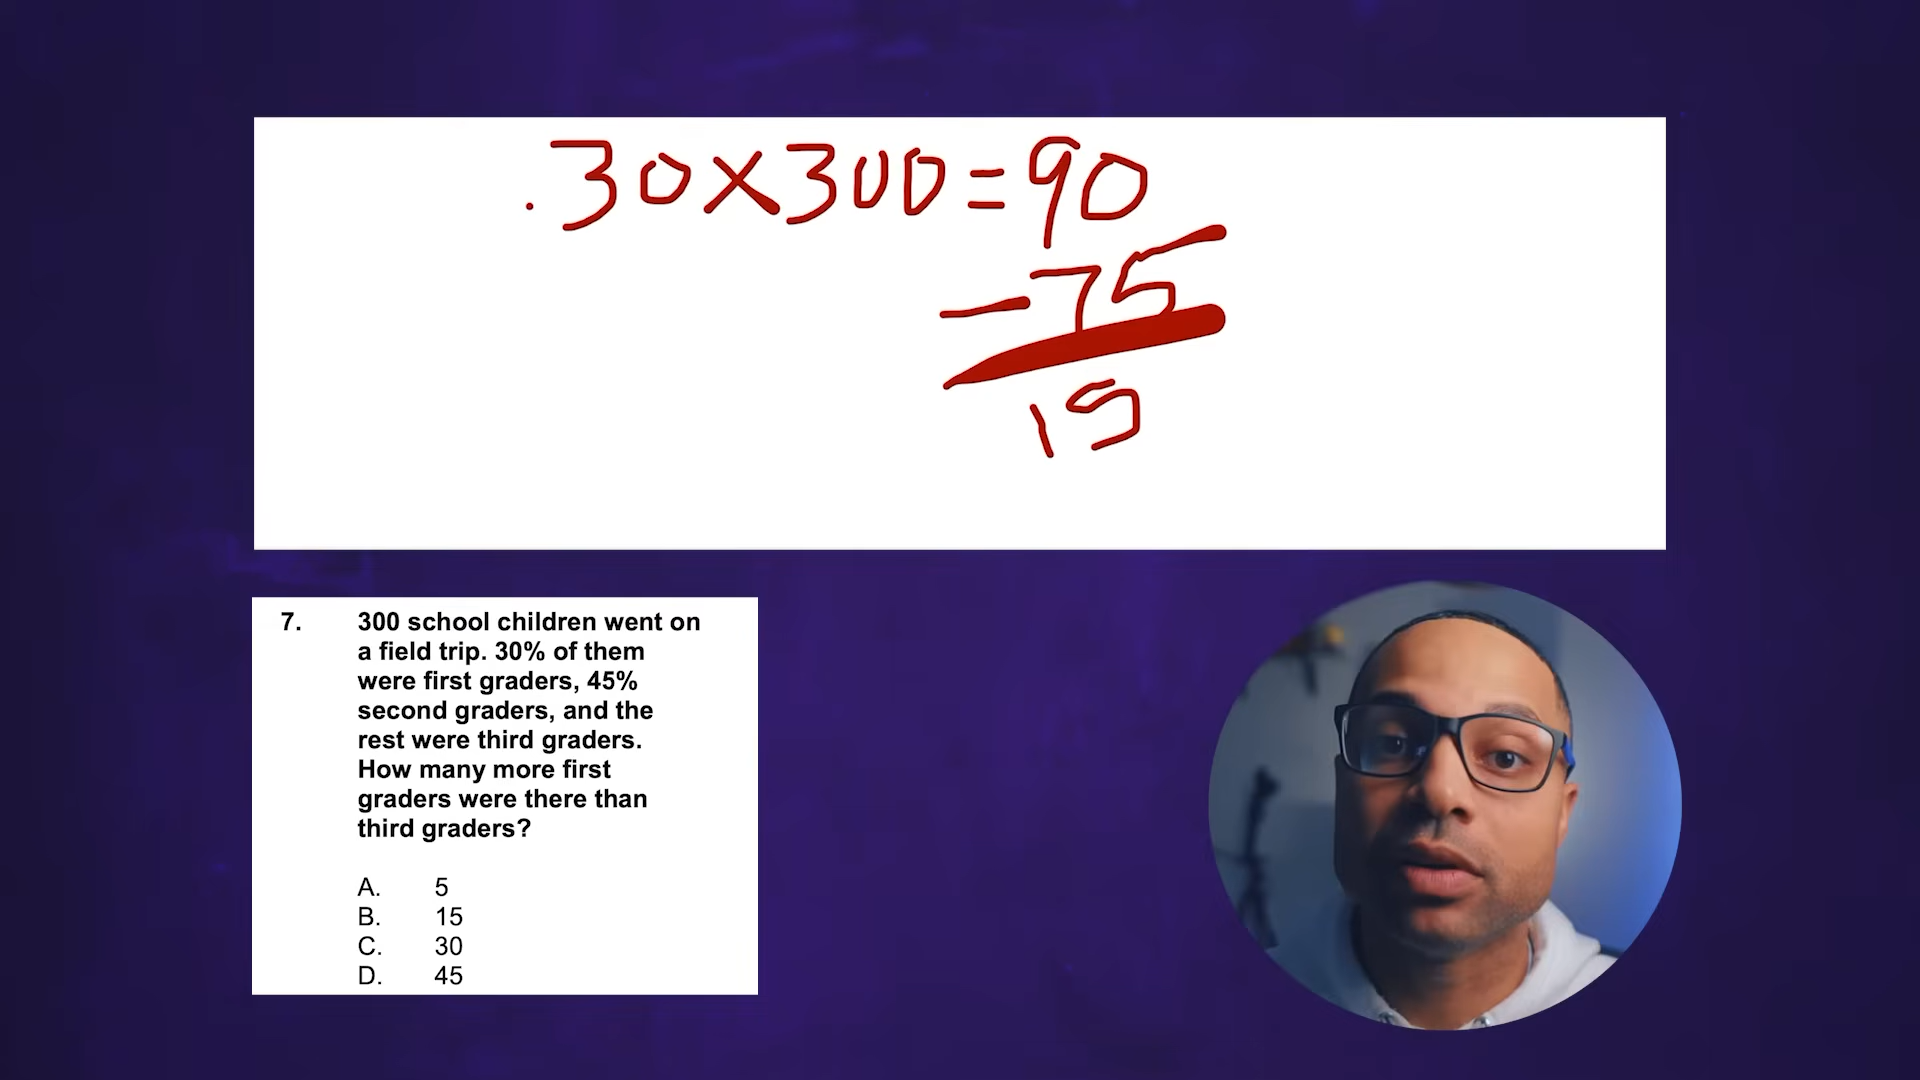 .30x300=90
-75
15
7. 300 school children went on
a field trip. 30% of them
were first graders, 45%
second graders, and the
rest were third graders.
How many more first
graders were there than
third graders?
A. 5
B. 15
C. 30
D. 45